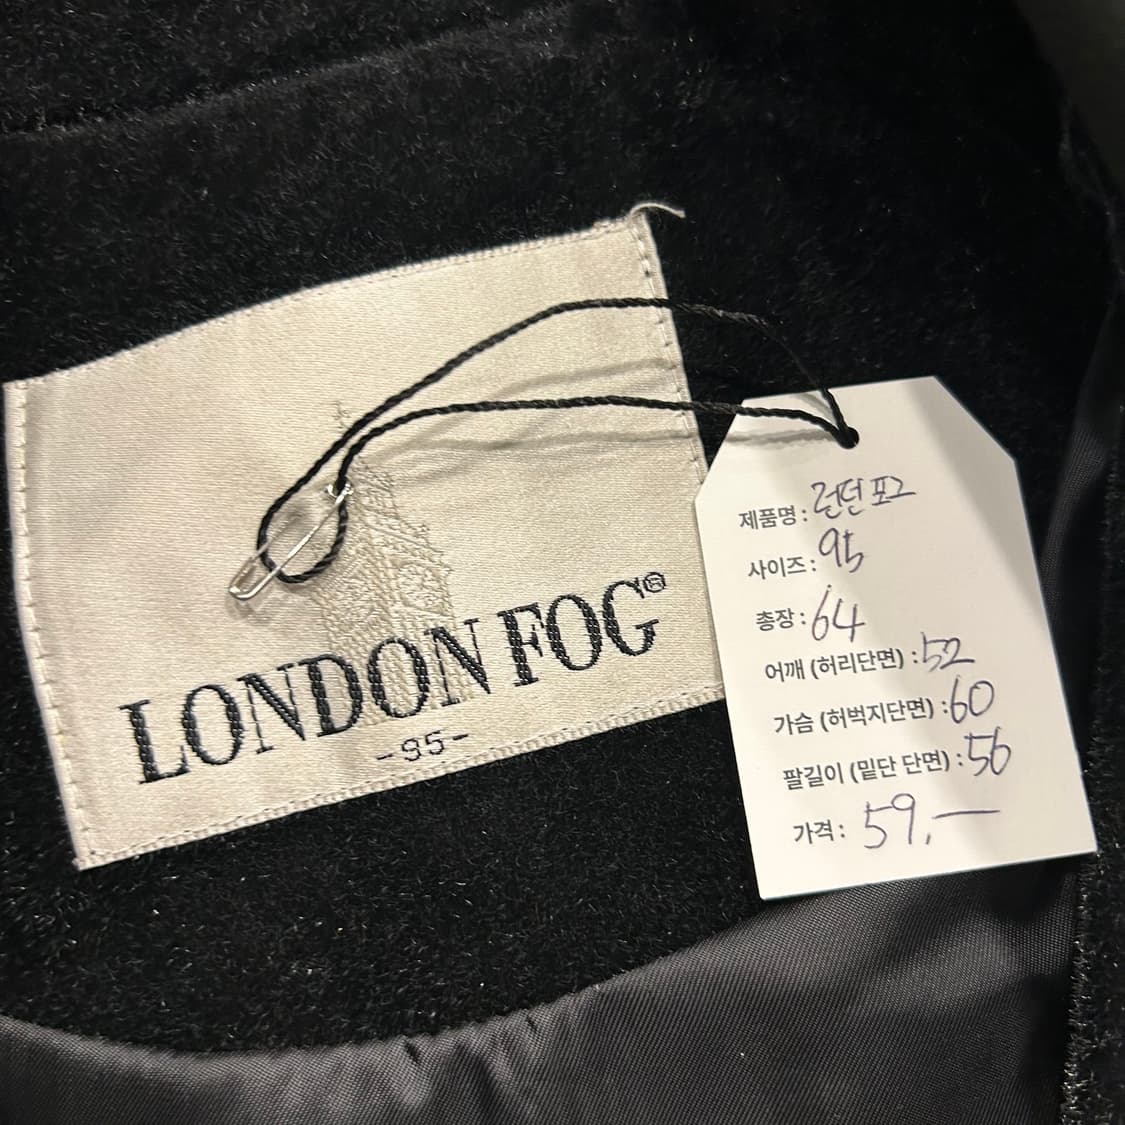 LONDON FOG®
-95-
제품명: 런던포그
사이즈: 95
총장: 64
어깨 (허리단면) : 52
가슴 (허벅지단면) : 60
팔길이 (밑단 단면) : 56
가격: 59,—